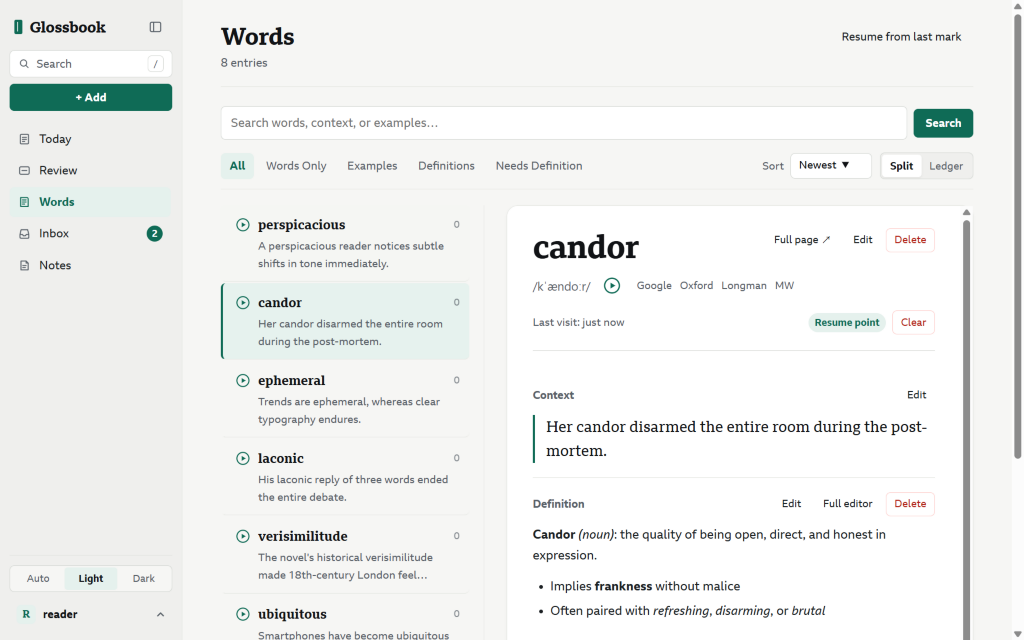 Glossbook
Search /
+ Add
Today
Review
Words
Inbox 2
Notes
Auto Light Dark
R reader
Words
8 entries
Resume from last mark
Search words, context, or examples...
Search
All Words Only Examples Definitions Needs Definition
Sort Newest ▼ Split Ledger
perspicacious 0
A perspicacious reader notices subtle
shifts in tone immediately.
candor 0
Her candor disarmed the entire room
during the post-mortem.
ephemeral 0
Trends are ephemeral, whereas clear
typography endures.
laconic 0
His laconic reply of three words ended
the entire debate.
verisimilitude 0
The novel's historical verisimilitude
made 18th-century London feel...
ubiquitous 0
Smartphones have become ubiquitous
candor
Full page ↗ Edit Delete
/kˈændɔːr/ Google Oxford Longman MW
Last visit: just now Resume point Clear
Context Edit
Her candor disarmed the entire room during the post-
mortem.
Definition Edit Full editor Delete
Candor (noun): the quality of being open, direct, and honest in
expression.
• Implies frankness without malice
• Often paired with refreshing, disarming, or brutal